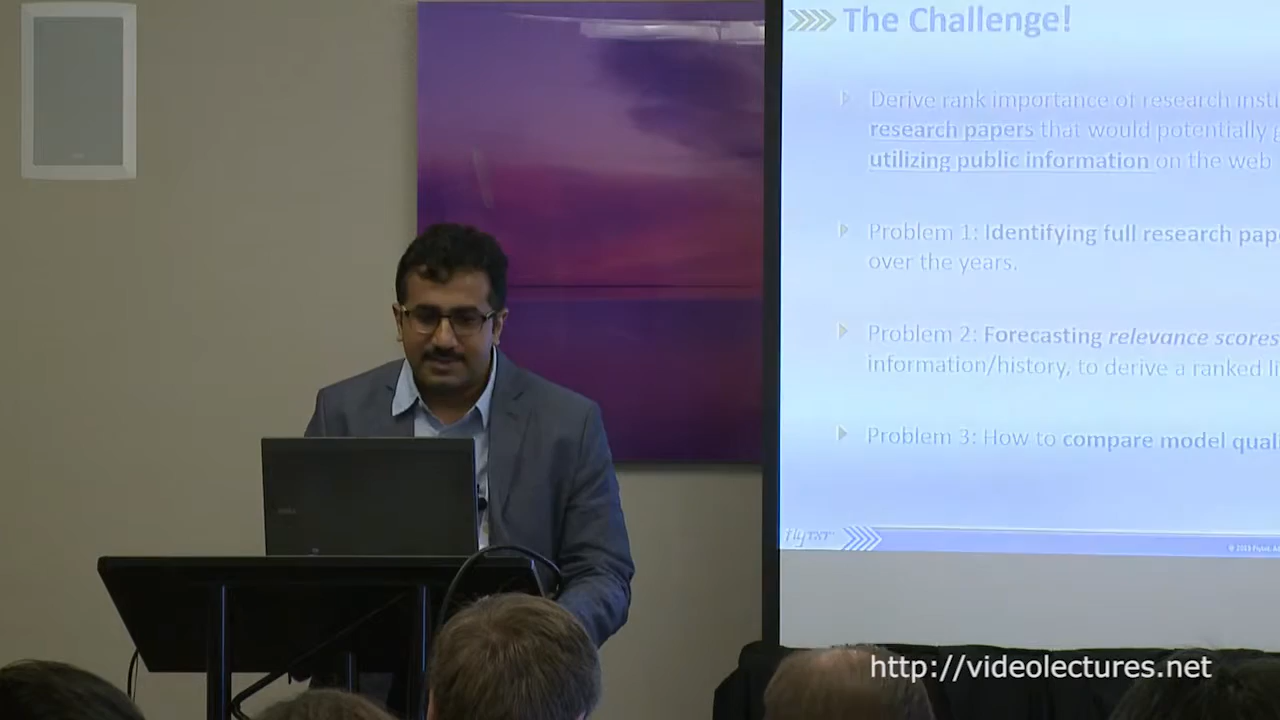 The Challenge!
Derive rank importance of research insti
research papers that would potentially g
utilizing public information on the web
Problem 1: Identifying full research pape
over the years.
Problem 2: Forecasting relevance scores
information/history, to derive a ranked li
Problem 3: How to compare model quali
flytxt
DELL
http://videolectures.net